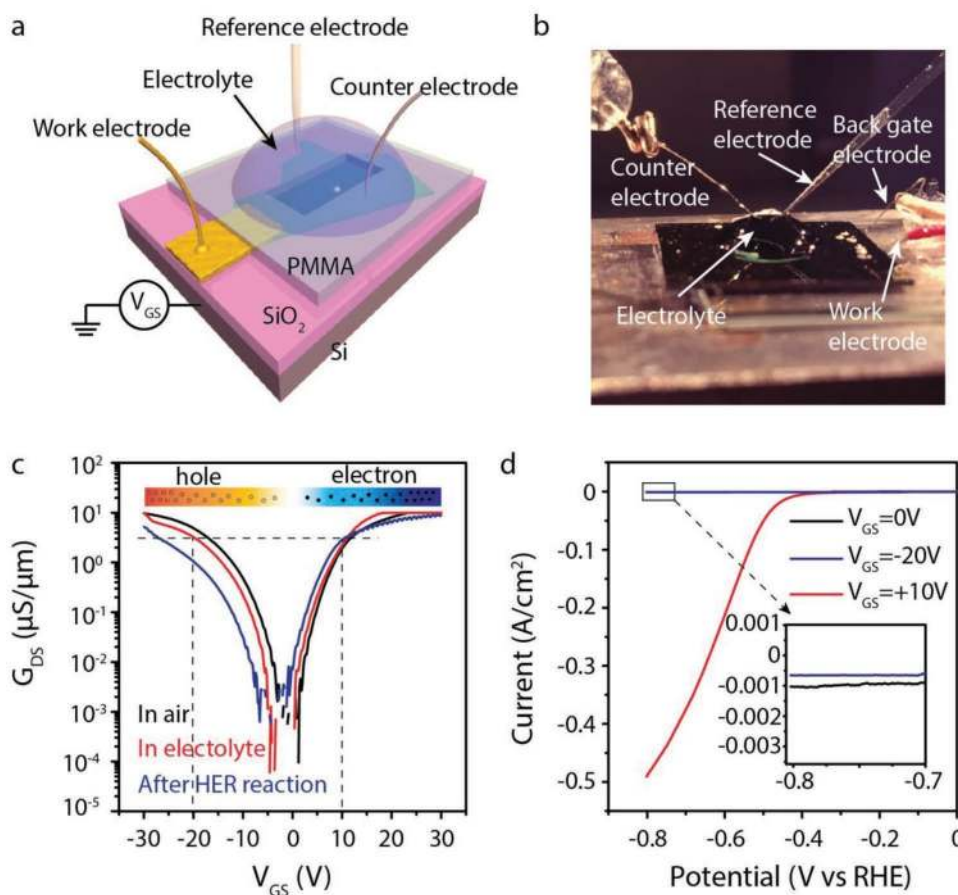 a
Reference electrode
Electrolyte
Counter electrode
Work electrode
PMMA
V_GS
SiO₂
Si
b
Reference
electrode
Back gate
electrode
Counter
electrode
Electrolyte
Work
electrode
c
hole
electron
10²
10¹
10⁰
10⁻¹
10⁻²
10⁻³
10⁻⁴
10⁻⁵
G_DS (μS/μm)
In air
In electolyte
After HER reaction
-30 -20 -10 0 10 20 30
V_GS (V)
d
0
-0.1
-0.2
-0.3
-0.4
-0.5
Current (A/cm²)
V_GS=0V
V_GS=-20V
V_GS=+10V
0.001
0
-0.001
-0.002
-0.003
-0.8 -0.7
-0.8 -0.6 -0.4 -0.2 0
Potential (V vs RHE)